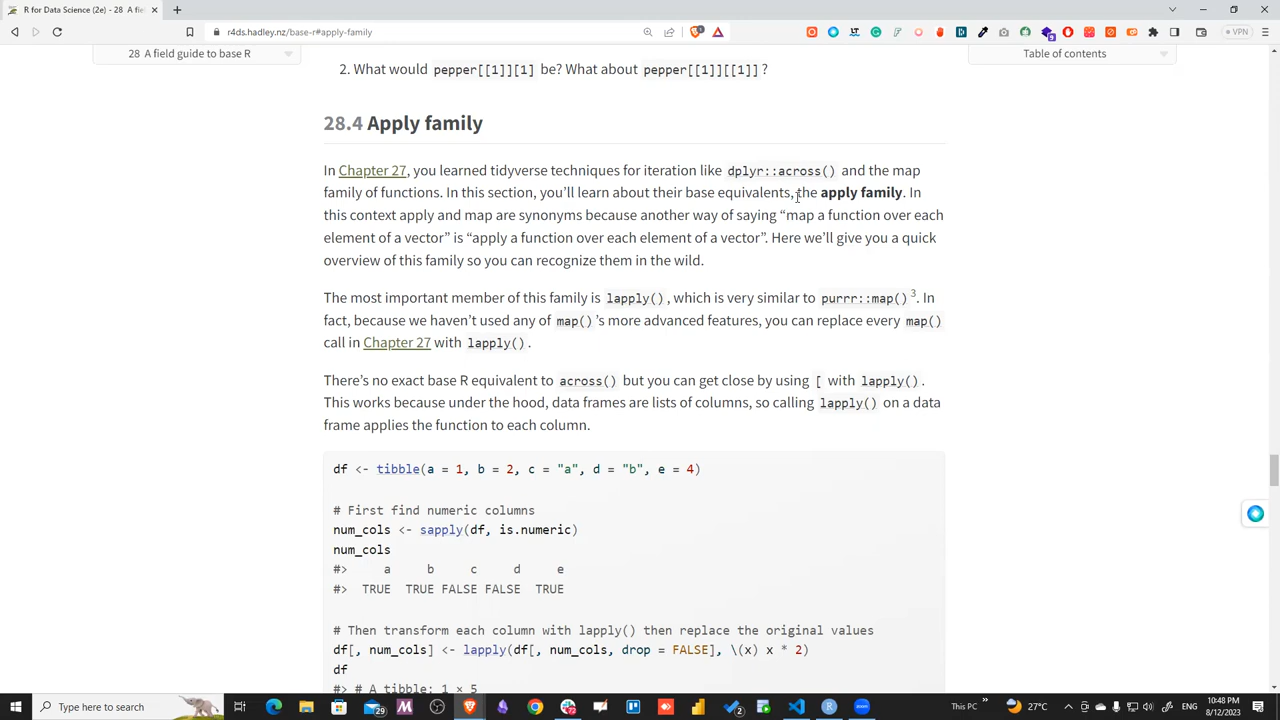 R for Data Science (2e) - 28  A fiel
r4ds.hadley.nz/base-r#apply-family
VPN
28  A field guide to base R
Table of contents
2. What would pepper[[1]][1] be? What about pepper[[1]][[1]]?
28.4 Apply family
In Chapter 27, you learned tidyverse techniques for iteration like dplyr::across() and the map
family of functions. In this section, you’ll learn about their base equivalents, the apply family. In
this context apply and map are synonyms because another way of saying “map a function over each
element of a vector” is “apply a function over each element of a vector”. Here we’ll give you a quick
overview of this family so you can recognize them in the wild.
The most important member of this family is lapply(), which is very similar to purrr::map()3. In
fact, because we haven’t used any of map()’s more advanced features, you can replace every map()
call in Chapter 27 with lapply().
There’s no exact base R equivalent to across() but you can get close by using [ with lapply().
This works because under the hood, data frames are lists of columns, so calling lapply() on a data
frame applies the function to each column.
df <- tibble(a = 1, b = 2, c = "a", d = "b", e = 4)
# First find numeric columns
num_cols <- sapply(df, is.numeric)
num_cols
#>     a     b     c     d     e
#>  TRUE  TRUE FALSE FALSE  TRUE
# Then transform each column with lapply() then replace the original values
df[, num_cols] <- lapply(df[, num_cols, drop = FALSE], \(x) x * 2)
df
#> # A tibble: 1 × 5
Type here to search
29
2
This PC
27°C
10:48 PM
8/12/2023